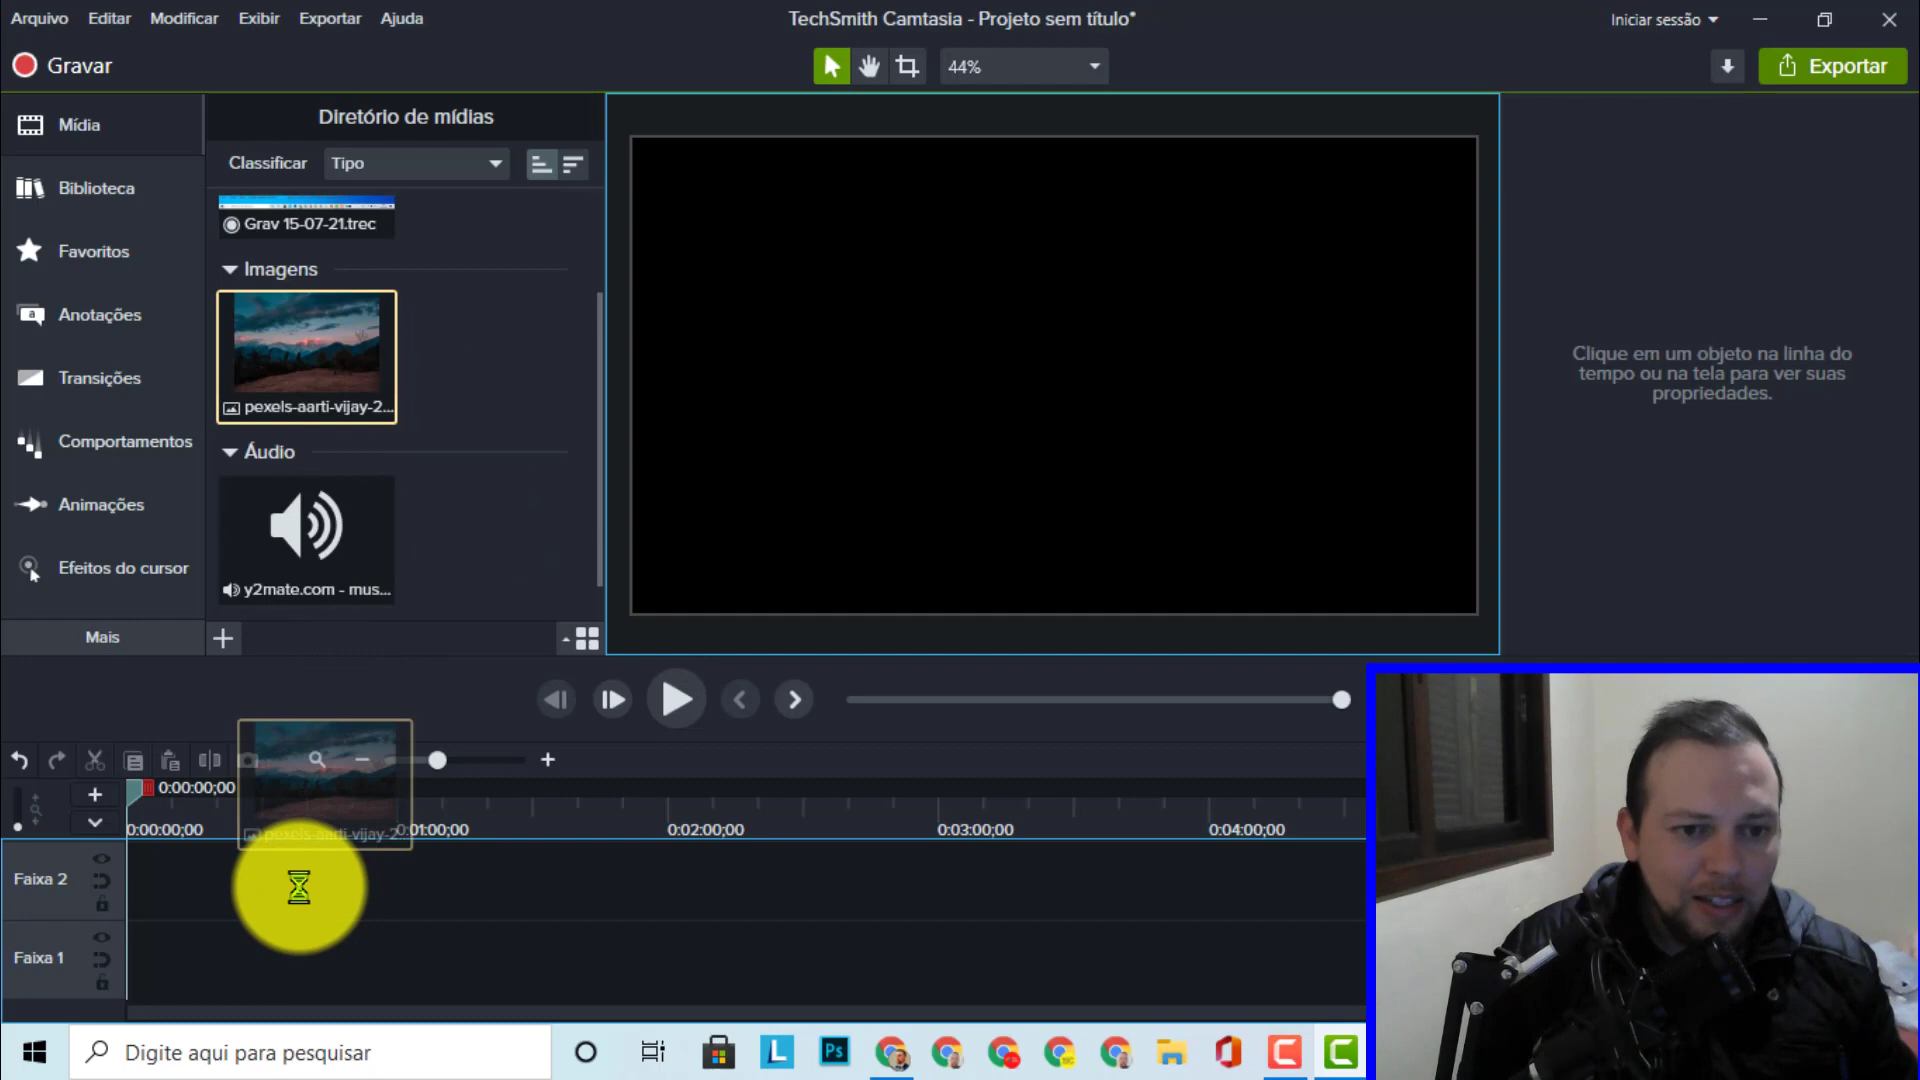 Arquivo Editar Modificar Exibir Exportar Ajuda
TechSmith Camtasia - Projeto sem título*
Iniciar sessão
Gravar
44%
Exportar
Mídia
Biblioteca
Favoritos
Anotações
Transições
Comportamentos
Animações
Efeitos do cursor
Mais
Diretório de mídias
Classificar Tipo
Grav 15-07-21.trec
Imagens
pexels-aarti-vijay-2...
Áudio
y2mate.com - mus...
Clique em um objeto na linha do
tempo ou na tela para ver suas
propriedades.
0:00:00;00
0:00:00;00 0:01:00;00 0:02:00;00 0:03:00;00 0:04:00;00
pexels-aarti-vijay-2...
Faixa 2
Faixa 1
Digite aqui para pesquisar